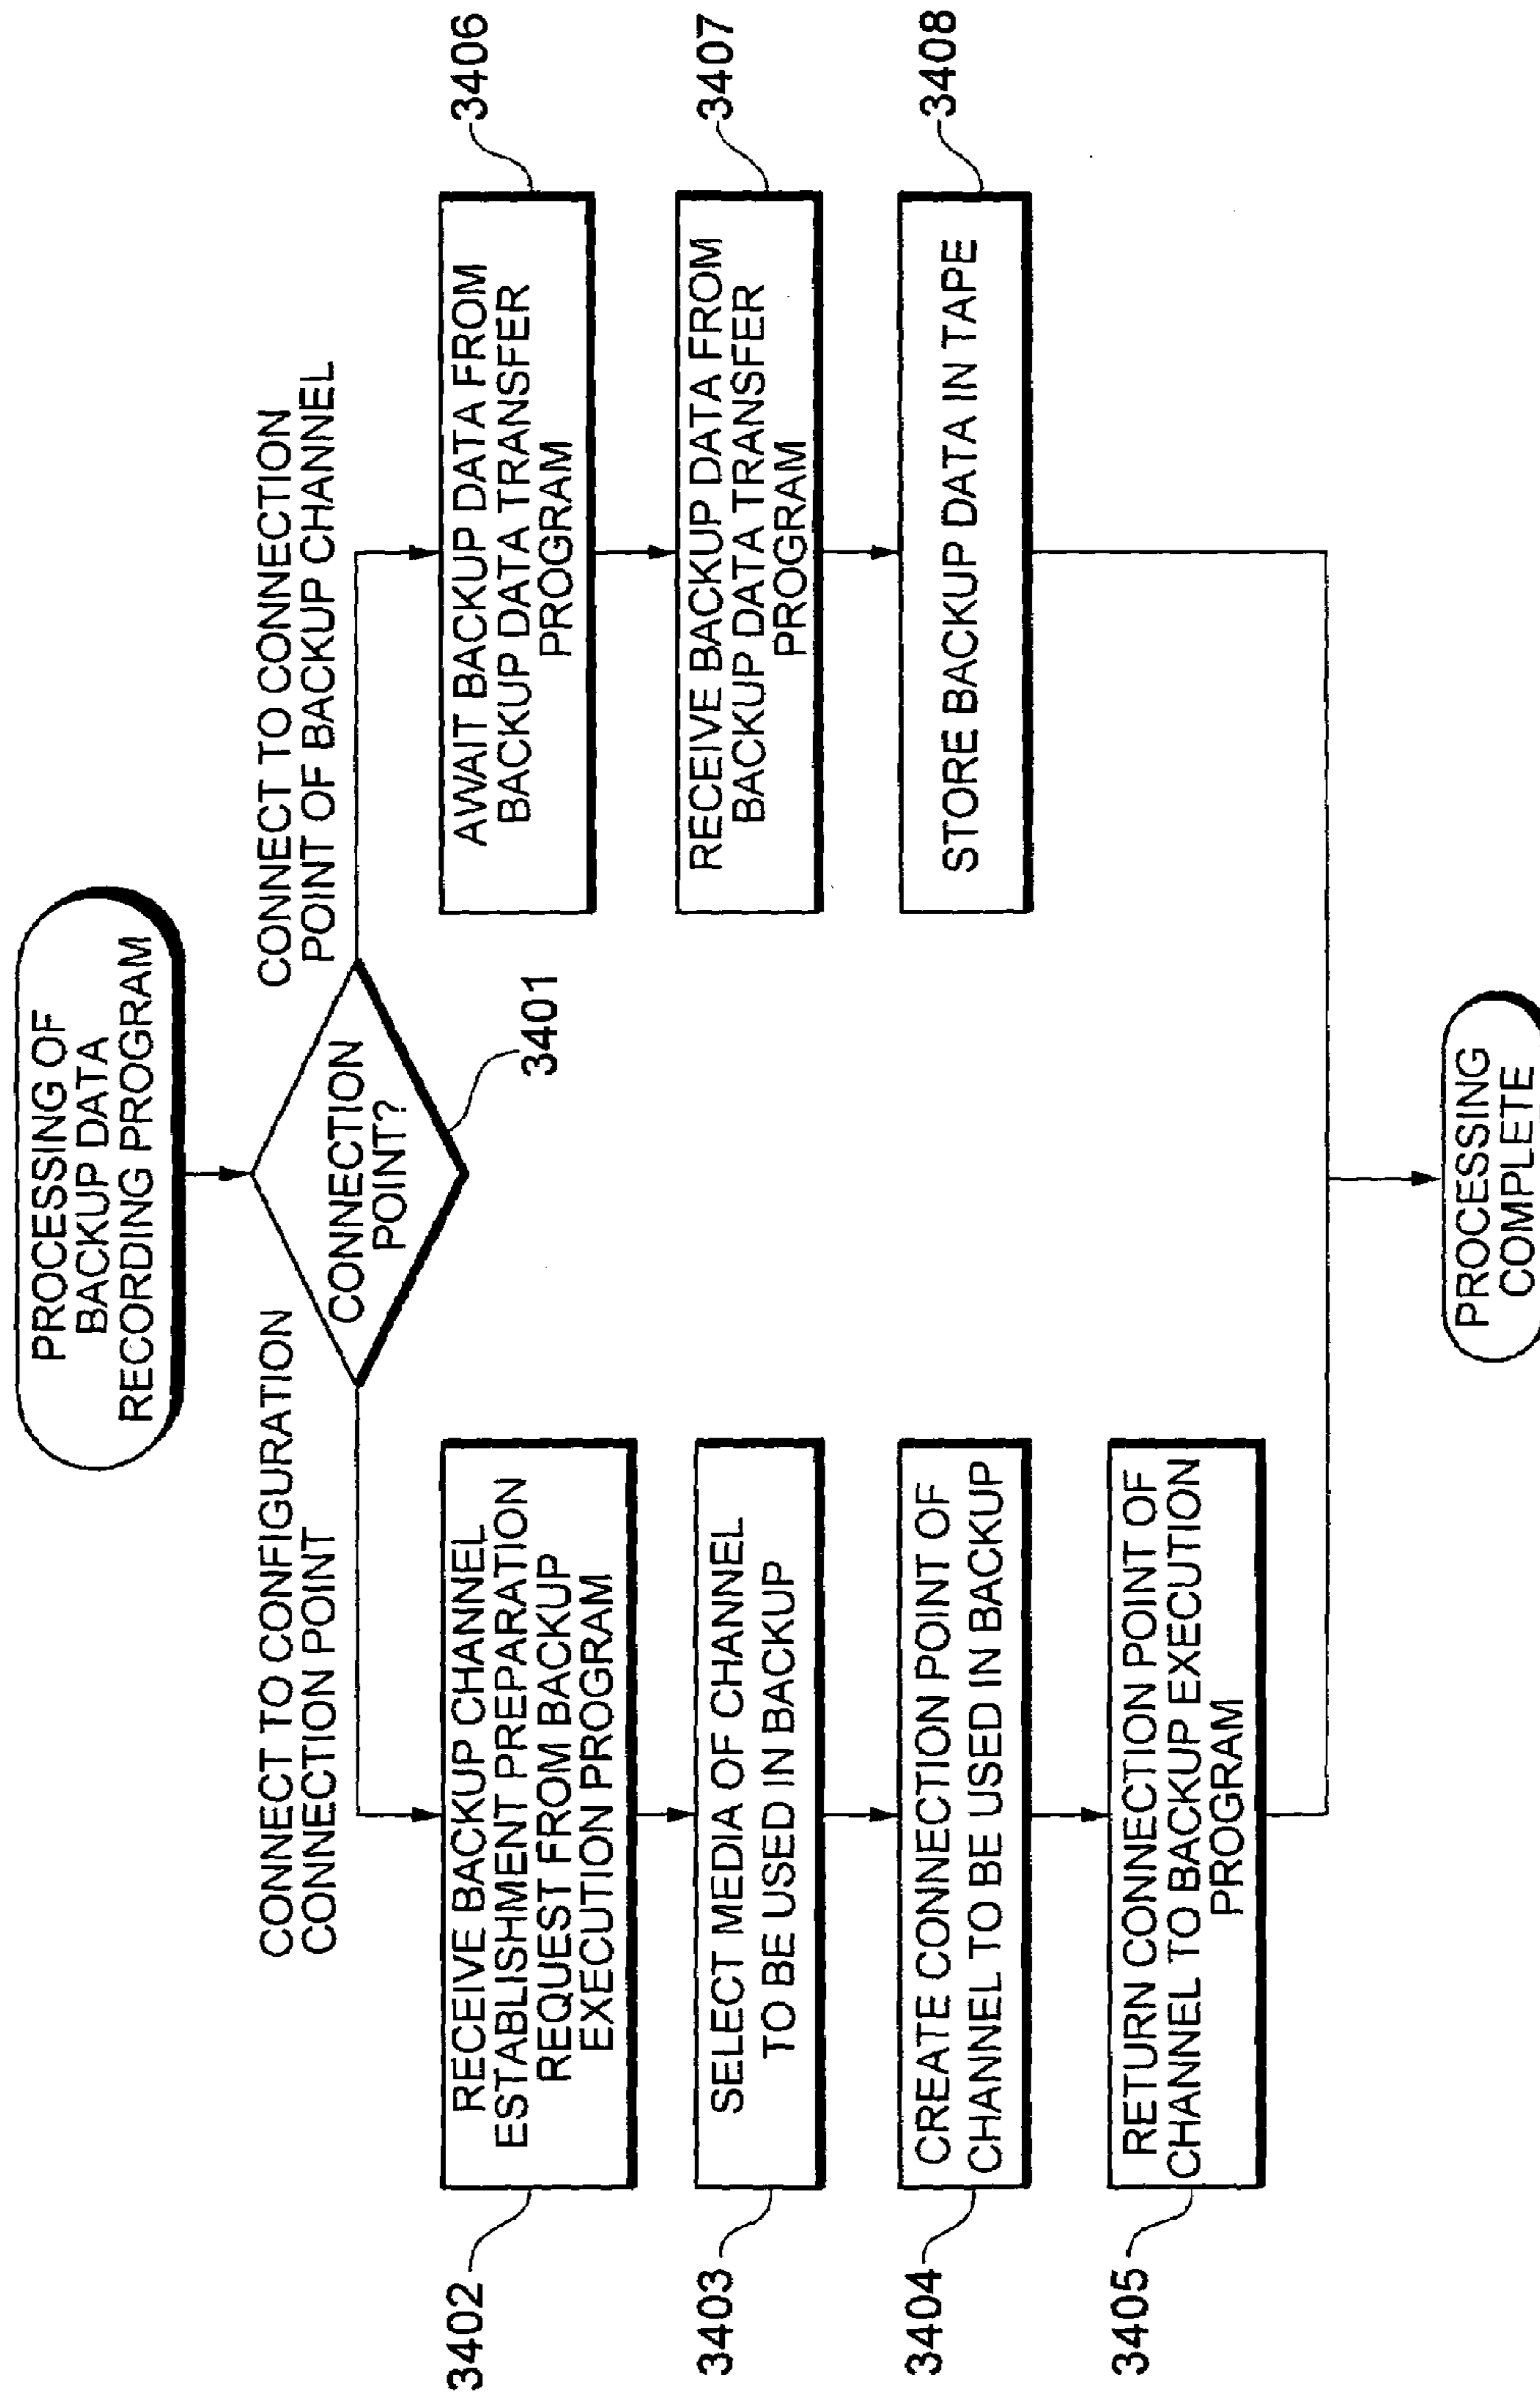 PROCESSING OF
BACKUP DATA
RECORDING PROGRAM
CONNECT TO CONFIGURATION
CONNECTION POINT
CONNECTION
POINT?
3401
CONNECT TO CONNECTION
POINT OF BACKUP CHANNEL
3402
RECEIVE BACKUP CHANNEL
ESTABLISHMENT PREPARATION
REQUEST FROM BACKUP
EXECUTION PROGRAM
3403
SELECT MEDIA OF CHANNEL
TO BE USED IN BACKUP
3404
CREATE CONNECTION POINT OF
CHANNEL TO BE USED IN BACKUP
3405
RETURN CONNECTION POINT OF
CHANNEL TO BACKUP EXECUTION
PROGRAM
AWAIT BACKUP DATA FROM
BACKUP DATA TRANSFER
PROGRAM
3406
RECEIVE BACKUP DATA FROM
BACKUP DATA TRANSFER
PROGRAM
3407
STORE BACKUP DATA IN TAPE
3408
PROCESSING
COMPLETE